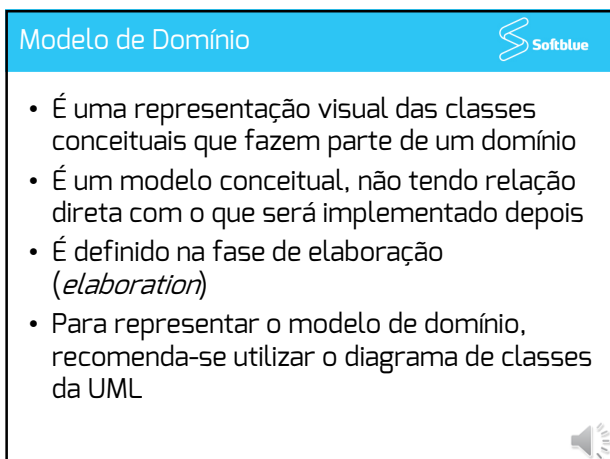 Modelo de Domínio
Softblue
• É uma representação visual das classes
conceituais que fazem parte de um domínio
• É um modelo conceitual, não tendo relação
direta com o que será implementado depois
• É definido na fase de elaboração
(elaboration)
• Para representar o modelo de domínio,
recomenda-se utilizar o diagrama de classes
da UML